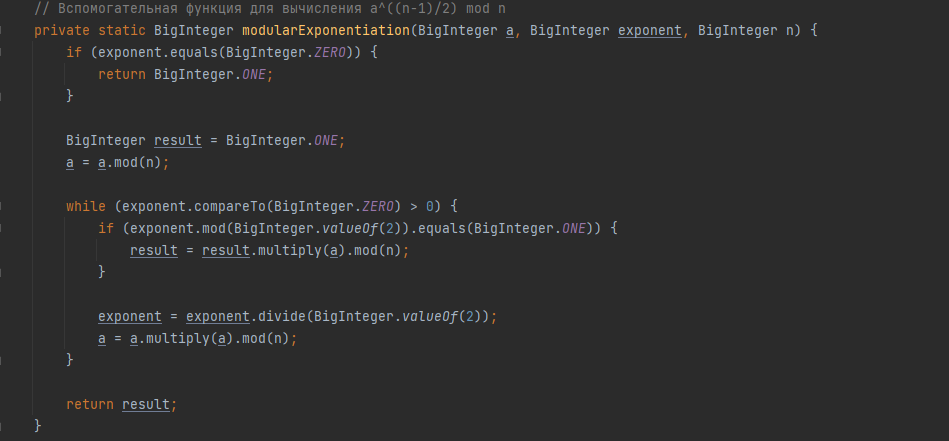 // Вспомогательная функция для вычисления a^((n-1)/2) mod n
private static BigInteger modularExponentiation(BigInteger a, BigInteger exponent, BigInteger n) {
    if (exponent.equals(BigInteger.ZERO)) {
        return BigInteger.ONE;
    }

    BigInteger result = BigInteger.ONE;
    a = a.mod(n);

    while (exponent.compareTo(BigInteger.ZERO) > 0) {
        if (exponent.mod(BigInteger.valueOf(2)).equals(BigInteger.ONE)) {
            result = result.multiply(a).mod(n);
        }

        exponent = exponent.divide(BigInteger.valueOf(2));
        a = a.multiply(a).mod(n);
    }

    return result;
}